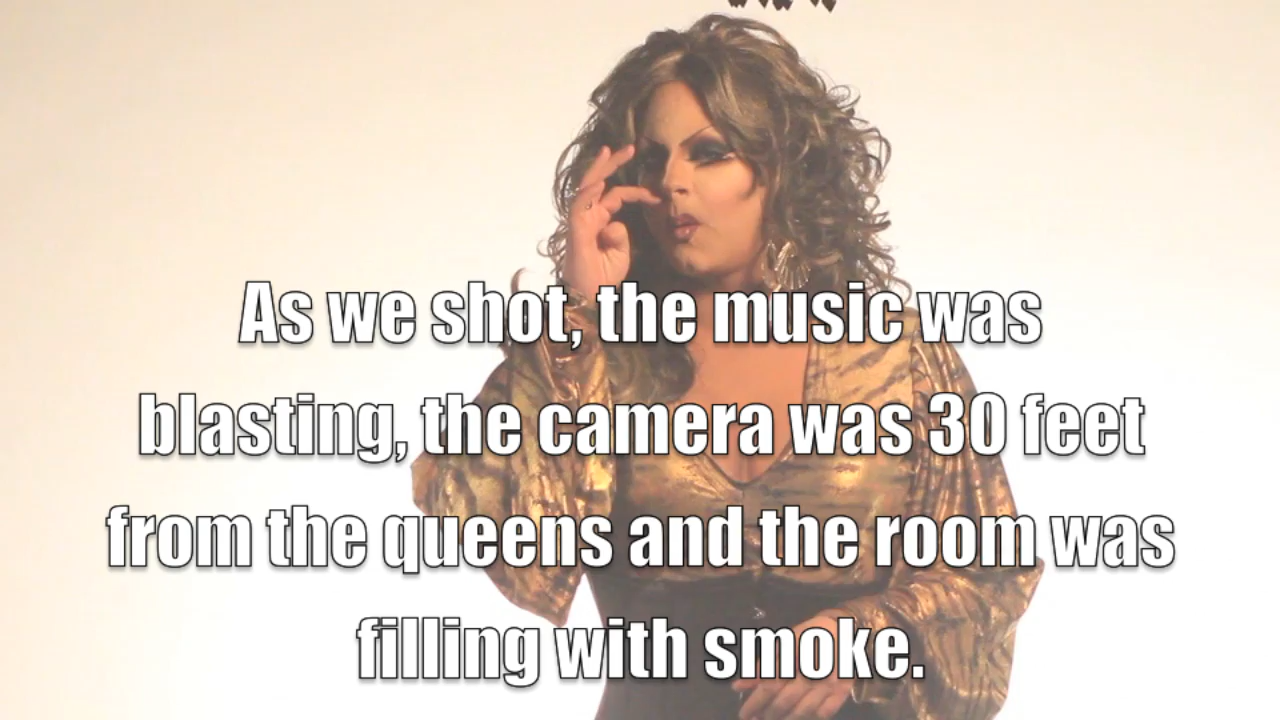 As we shot, the music was
blasting, the camera was 30 feet
from the queens and the room was
filling with smoke.